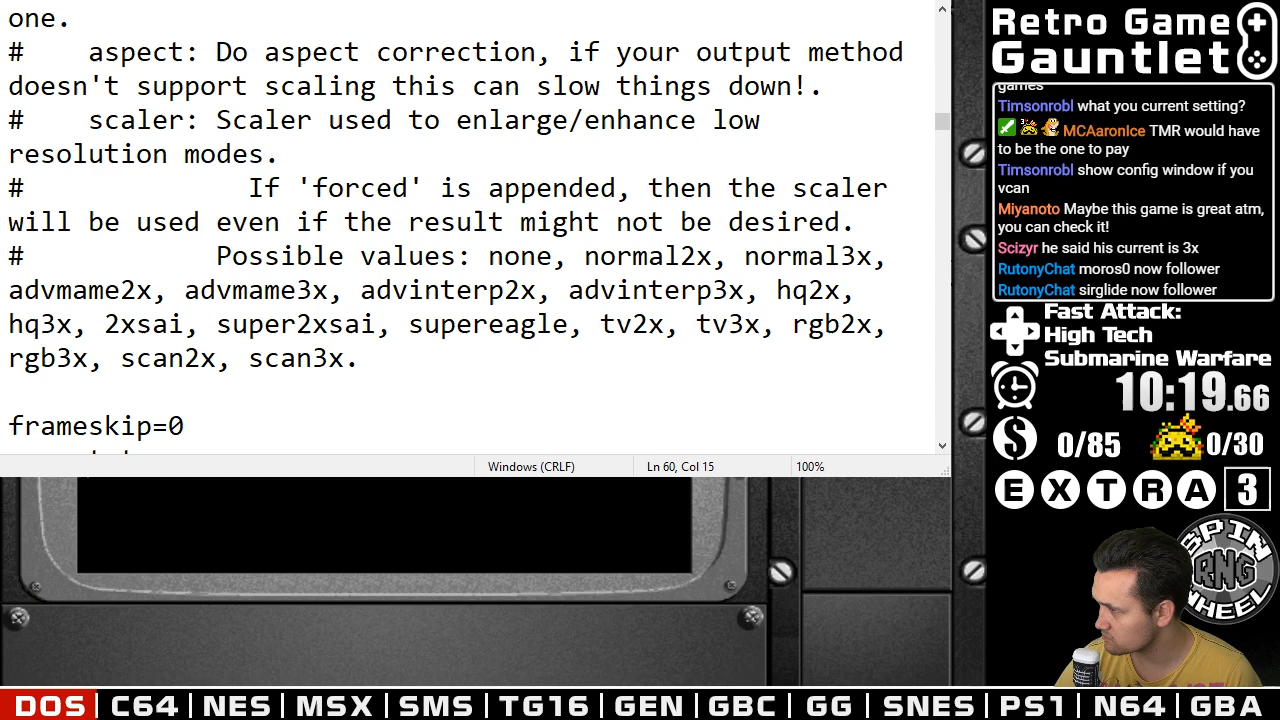 one.
#    aspect: Do aspect correction, if your output method
doesn't support scaling this can slow things down!.
#    scaler: Scaler used to enlarge/enhance low
resolution modes.
#              If 'forced' is appended, then the scaler
will be used even if the result might not be desired.
#            Possible values: none, normal2x, normal3x,
advmame2x, advmame3x, advinterp2x, advinterp3x, hq2x,
hq3x, 2xsai, super2xsai, supereagle, tv2x, tv3x, rgb2x,
rgb3x, scan2x, scan3x.
frameskip=0
Windows (CRLF)
Ln 60, Col 15
100%
Retro Game
Gauntlet
games
Timsonrobl what you current setting?
MCAaronIce TMR would have
to be the one to pay
Timsonrobl show config window if you
vcan
Miyanoto Maybe this game is great atm,
you can check it!
Scizyr he said his current is 3x
RutonyChat moros0 now follower
RutonyChat sirglide now follower
Fast Attack:
High Tech
Submarine Warfare
10:19.66
$ 0/85 0/30
EXTRA 3
SPIN
RNG
WHEEL
DOS | C64 | NES | MSX | SMS | TG16 | GEN | GBC | GG | SNES | PS1 | N64 | GBA